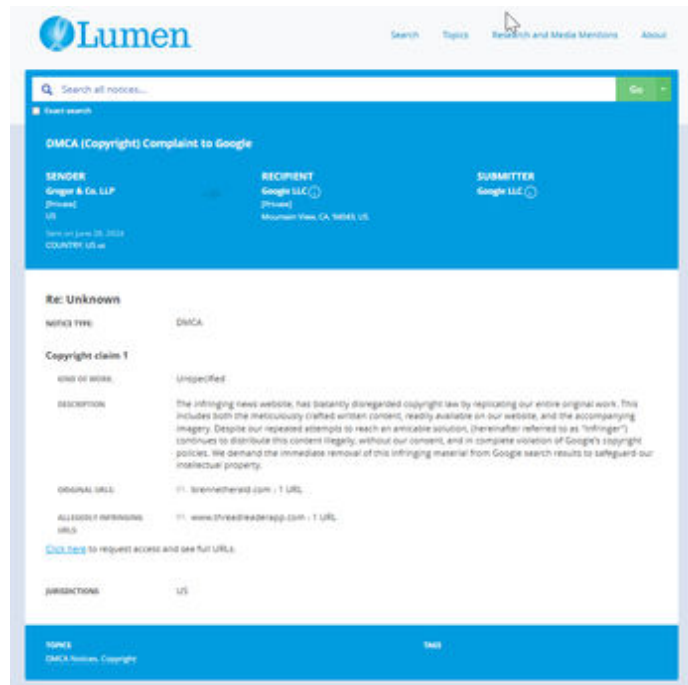 Lumen
Search Topics Research and Media Mentions About
Search all notices...
Go
Exact search
DMCA (Copyright) Complaint to Google
SENDER
Groger & Co. LLP
[Private]
US
Sent on June 28, 2024
COUNTRY: US
RECIPIENT
Google LLC
[Private]
Mountain View, CA, 94043, US
SUBMITTER
Google LLC
Re: Unknown
NOTICE TYPE: DMCA
Copyright claim 1
KIND OF WORK: Unspecified
DESCRIPTION The infringing news website, has blatantly disregarded copyright law by replicating our entire original work. This
includes both the meticulously crafted written content, readily available on our website, and the accompanying
imagery. Despite our repeated attempts to reach an amicable solution, (hereinafter referred to as "infringer")
continues to distribute this content illegally, without our consent, and in complete violation of Google's copyright
policies. We demand the immediate removal of this infringing material from Google search results to safeguard our
intellectual property.
ORIGINAL URLS: 01. brennetherald.com - 1 URL
ALLEGEDLY INFRINGING 01. www.threadreaderapp.com - 1 URL
URLS:
Click here to request access and see full URLs.
JURISDICTIONS US
TOPICS
DMCA Notices, Copyright
TAGS